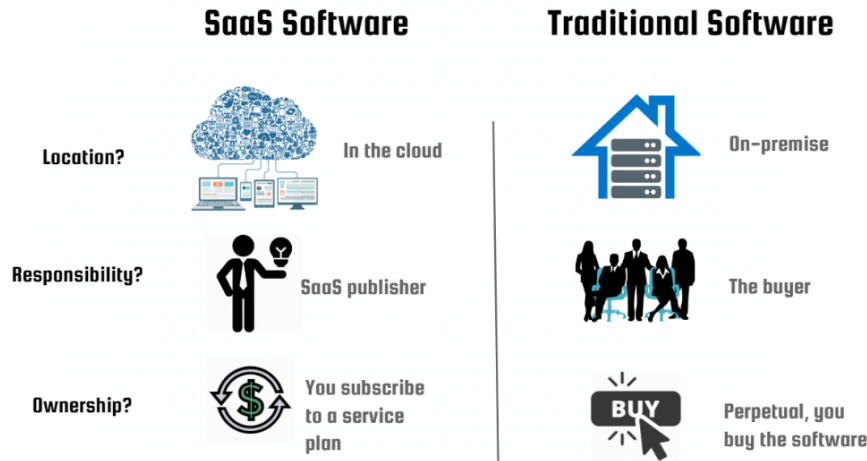 SaaS Software
Traditional Software
Location?
In the cloud
On-premise
Responsibility?
SaaS publisher
The buyer
Ownership?
You subscribe
to a service
plan
BUY
Perpetual, you
buy the software